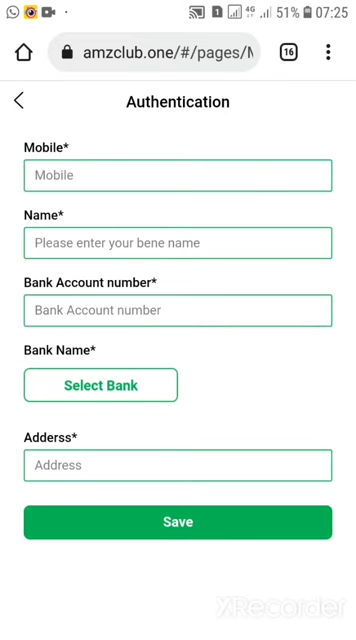 51% 07:25
amzclub.one/#/pages/M
16
Authentication
Mobile*
Mobile
Name*
Please enter your bene name
Bank Account number*
Bank Account number
Bank Name*
Select Bank
Adderss*
Address
Save
XRecorder